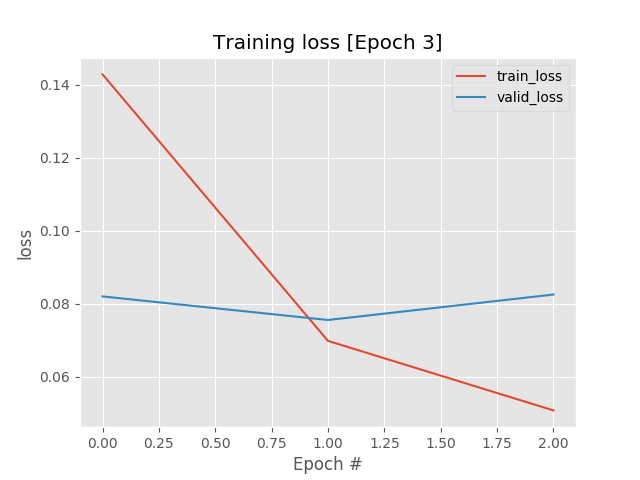 Training loss [Epoch 3]
train_loss
valid_loss
0.14
0.12
0.10
0.08
0.06
loss
0.00 0.25 0.50 0.75 1.00 1.25 1.50 1.75 2.00
Epoch #